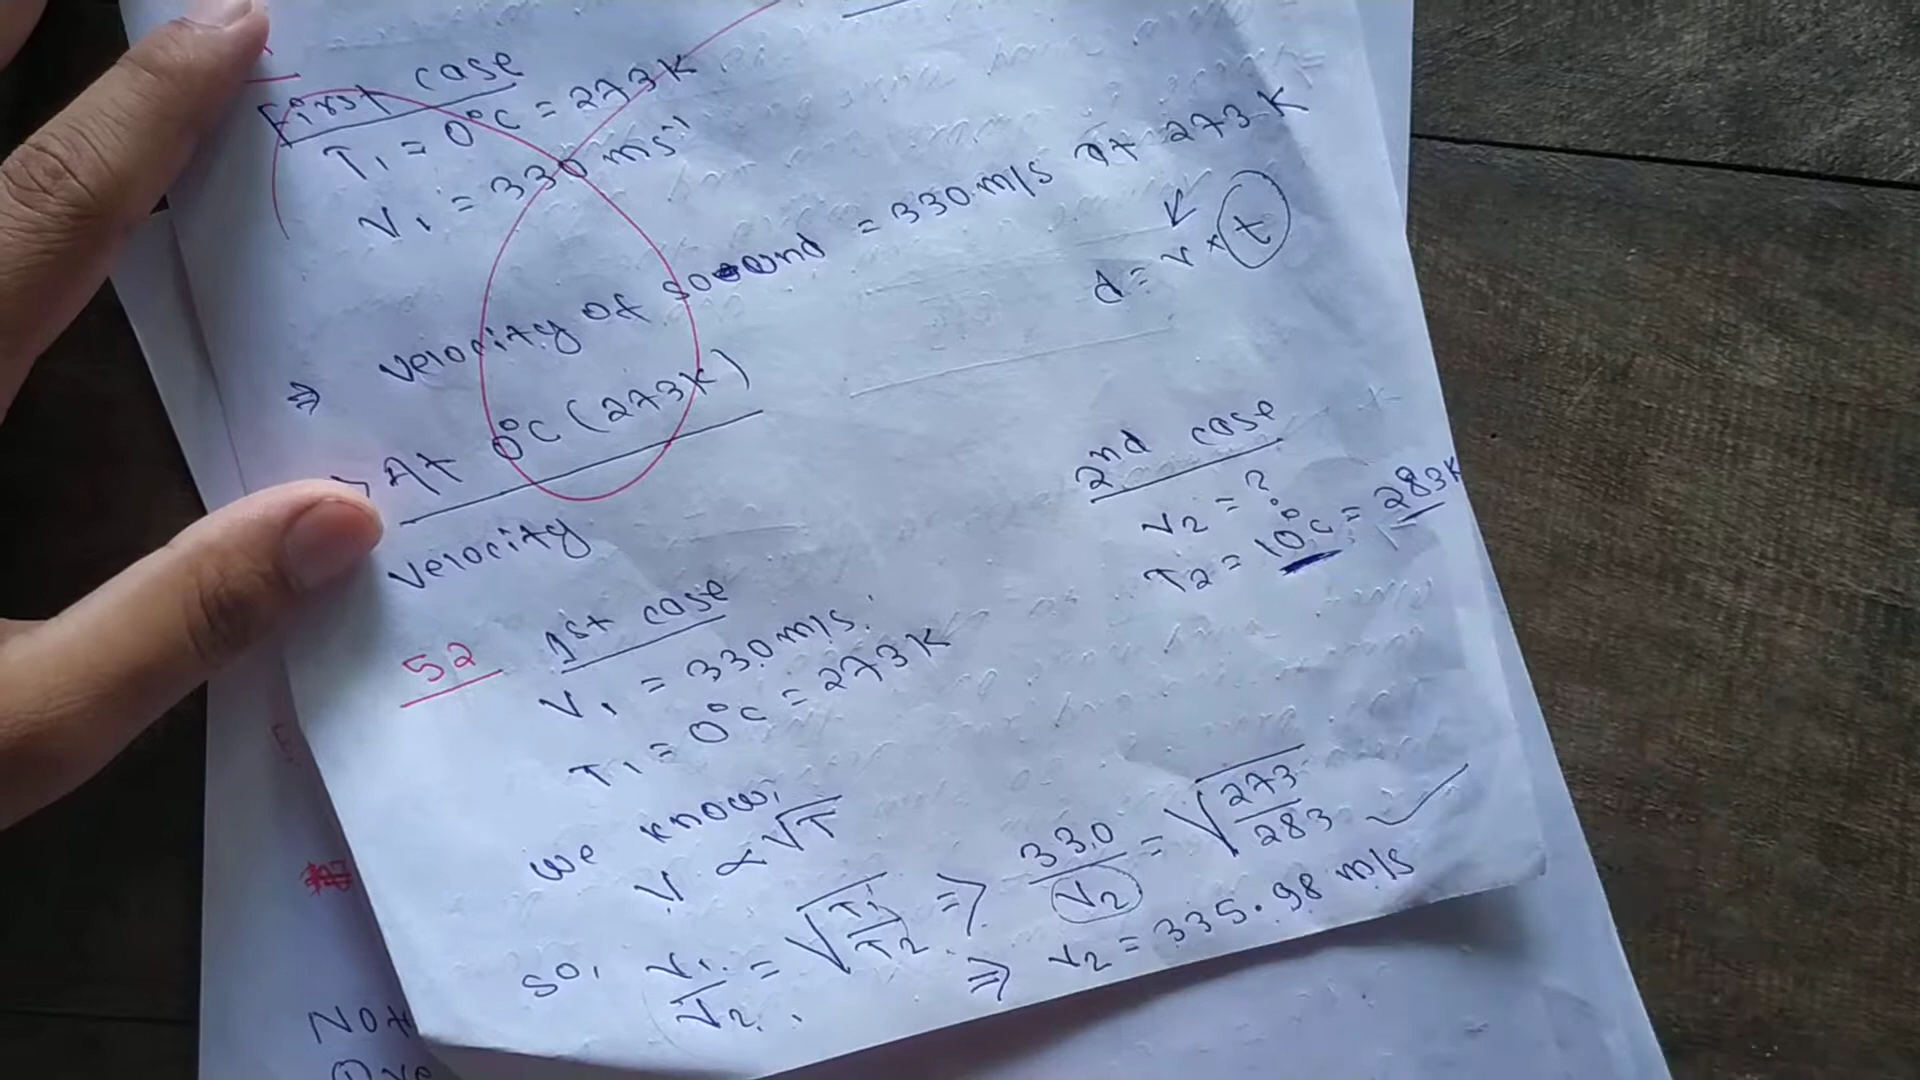 First case
T₁ = 0°C = 273K
V₁ = 330 ms⁻¹
⇒ velocity of sound = 330 m/s at 273 K
d = v × t
At 0°C (273K)
velocity
2nd case
V₂ = ?
T₂ = 10°C = 283K
52
1st case
V₁ = 330 m/s.
T₁ = 0°C = 273K
we know,
V ∝ √T
so, V₁/V₂ = √(T₁/T₂) ⇒ 330/V₂ = √(273/283)
⇒ V₂ = 335.98 m/s